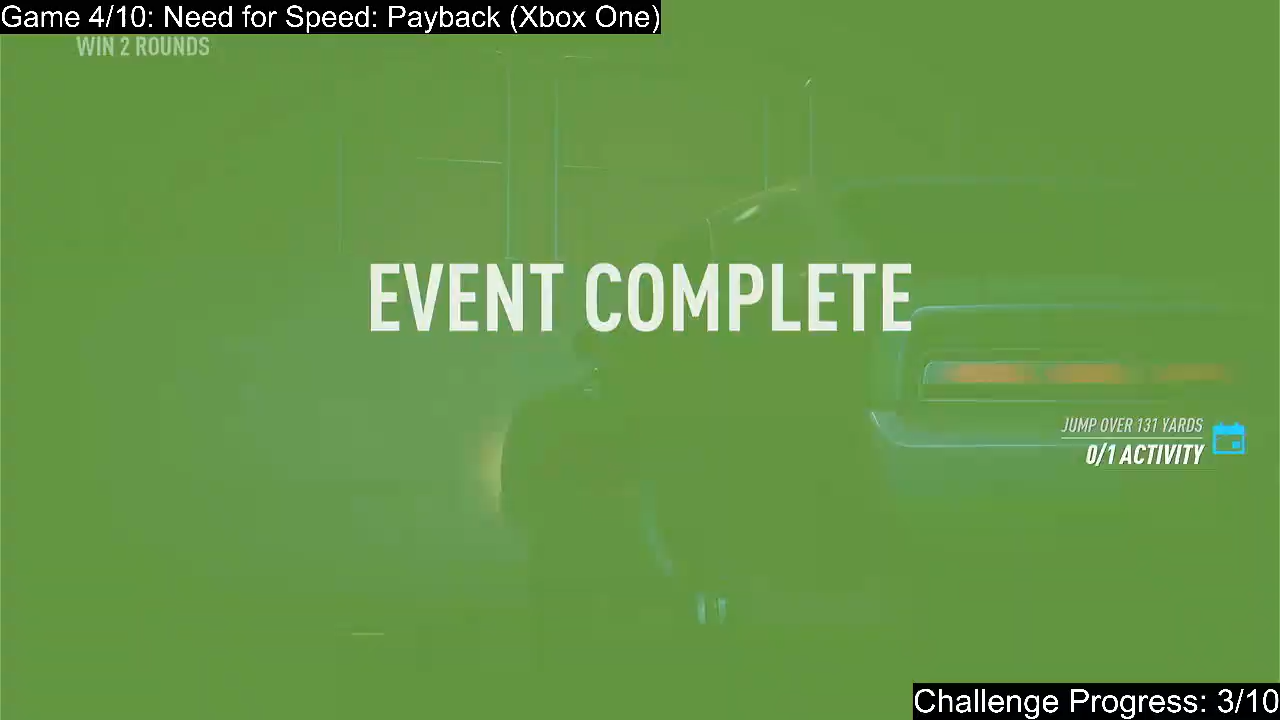 Game 4/10: Need for Speed: Payback (Xbox One)
WIN 2 ROUNDS
EVENT COMPLETE
JUMP OVER 131 YARDS
0/1 ACTIVITY
Challenge Progress: 3/10